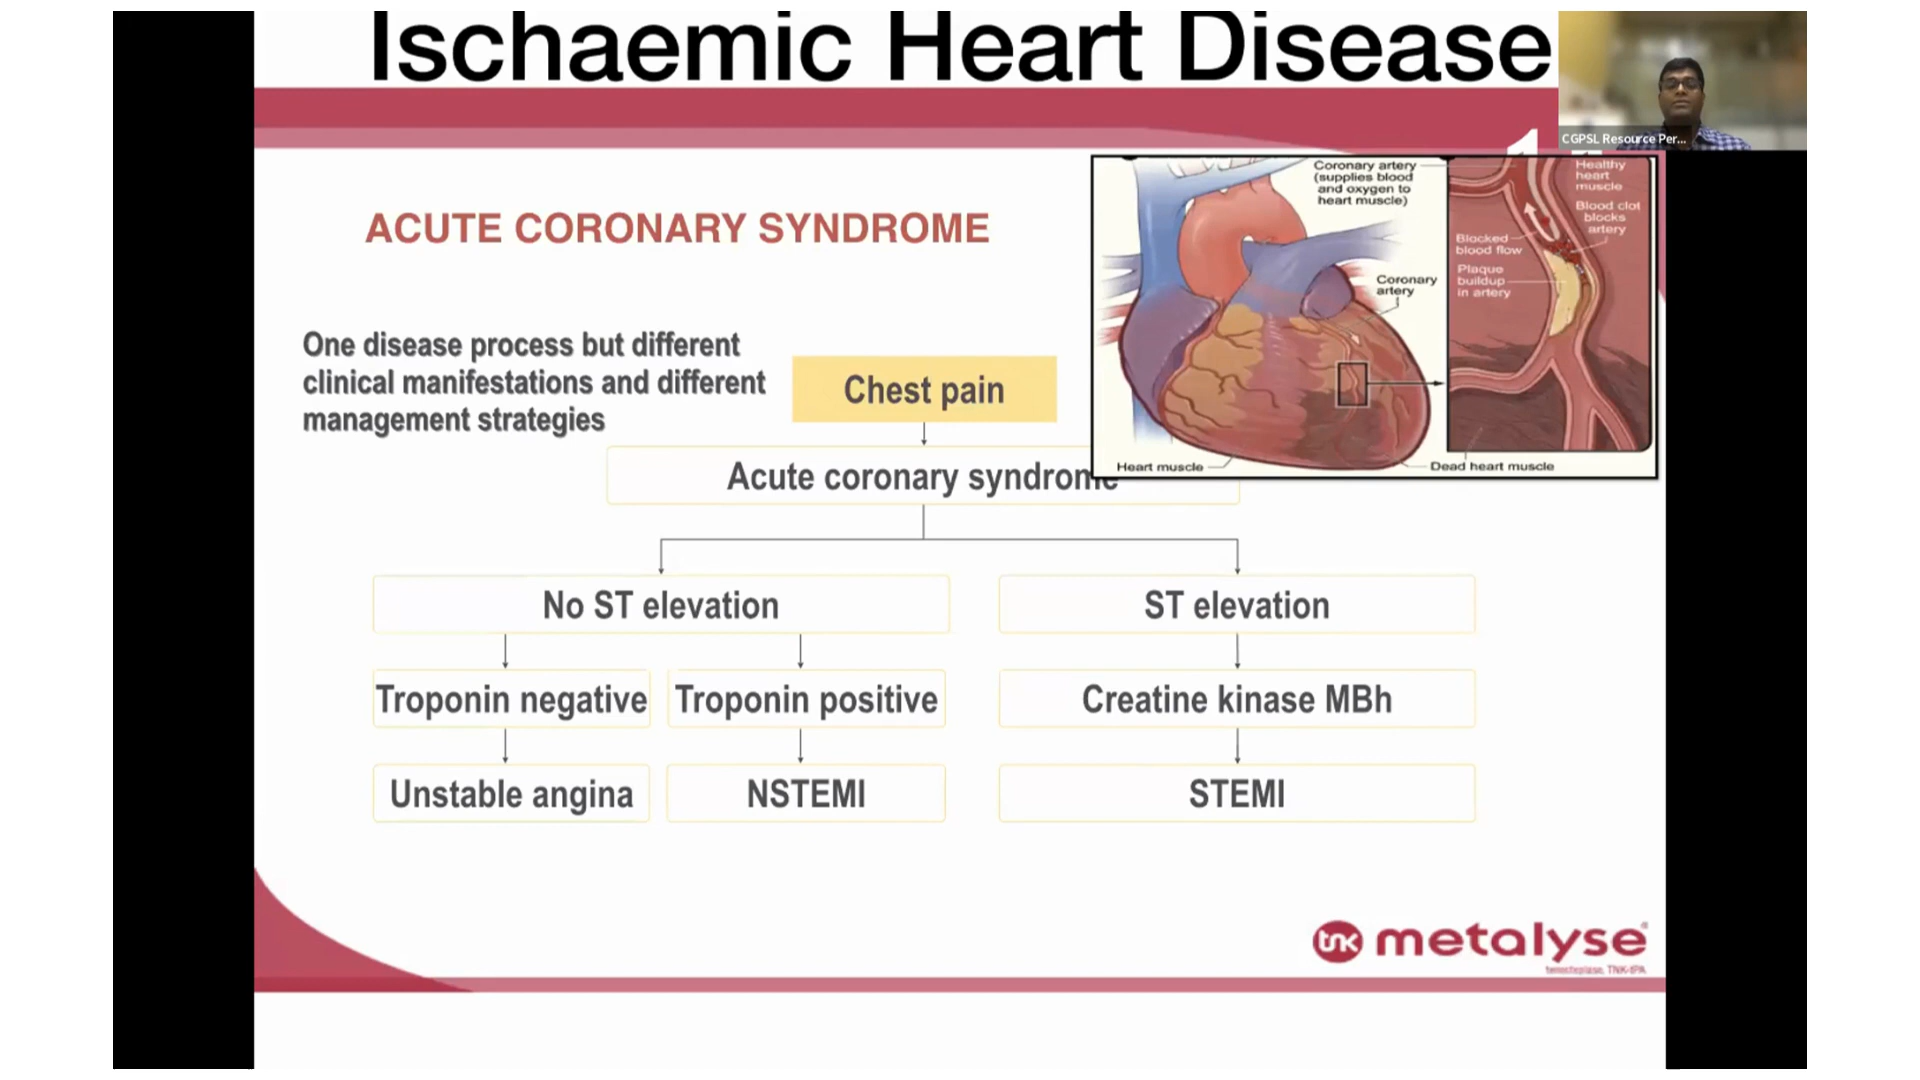 Ischaemic Heart Disease
CGPSL Resource Per...
ACUTE CORONARY SYNDROME
Coronary artery
(supplies blood
and oxygen to
heart muscle)
Healthy
heart
muscle
Blood clot
blocks
artery
Blocked
blood flow
Plaque
buildup
in artery
Coronary
artery
Heart muscle
Dead heart muscle
One disease process but different
clinical manifestations and different
management strategies
Chest pain
Acute coronary syndrome
No ST elevation
ST elevation
Troponin negative
Troponin positive
Creatine kinase MBh
Unstable angina
NSTEMI
STEMI
tnk metalyse
tenecteplase, TNK-tPA